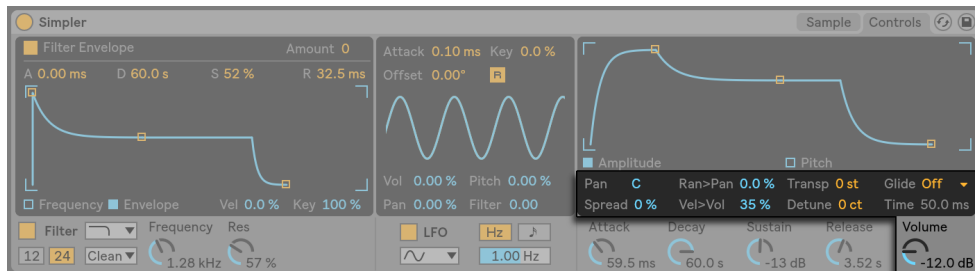 Simpler Sample Controls
Filter Envelope Amount 0
A 0.00 ms D 60.0 s S 52 % R 32.5 ms
Frequency Envelope Vel 0.0 % Key 100 %
Filter Frequency Res
12 24 Clean 1.28 kHz 57 %
Attack 0.10 ms Key 0.0 %
Offset 0.00° R
Vol 0.00 % Pitch 0.00 %
Pan 0.00 % Filter 0.00
LFO Hz ♪
1.00 Hz
Amplitude Pitch
Pan C Ran>Pan 0.0 % Transp 0 st Glide Off
Spread 0 % Vel>Vol 35 % Detune 0 ct Time 50.0 ms
Attack Decay Sustain Release Volume
59.5 ms 60.0 s -13 dB 3.52 s -12.0 dB